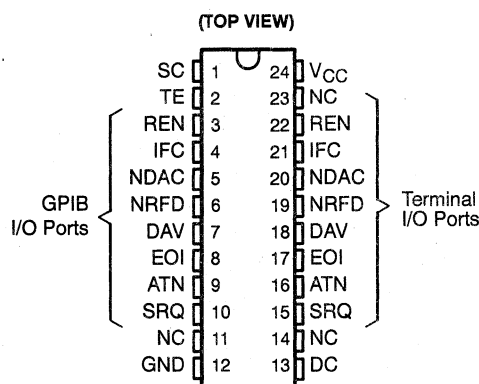 (TOP VIEW)
SC 1 24 VCC
TE 2 23 NC
REN 3 22 REN
IFC 4 21 IFC
NDAC 5 20 NDAC
GPIB I/O Ports
NRFD 6 19 NRFD
Terminal I/O Ports
DAV 7 18 DAV
EOI 8 17 EOI
ATN 9 16 ATN
SRQ 10 15 SRQ
NC 11 14 NC
GND 12 13 DC